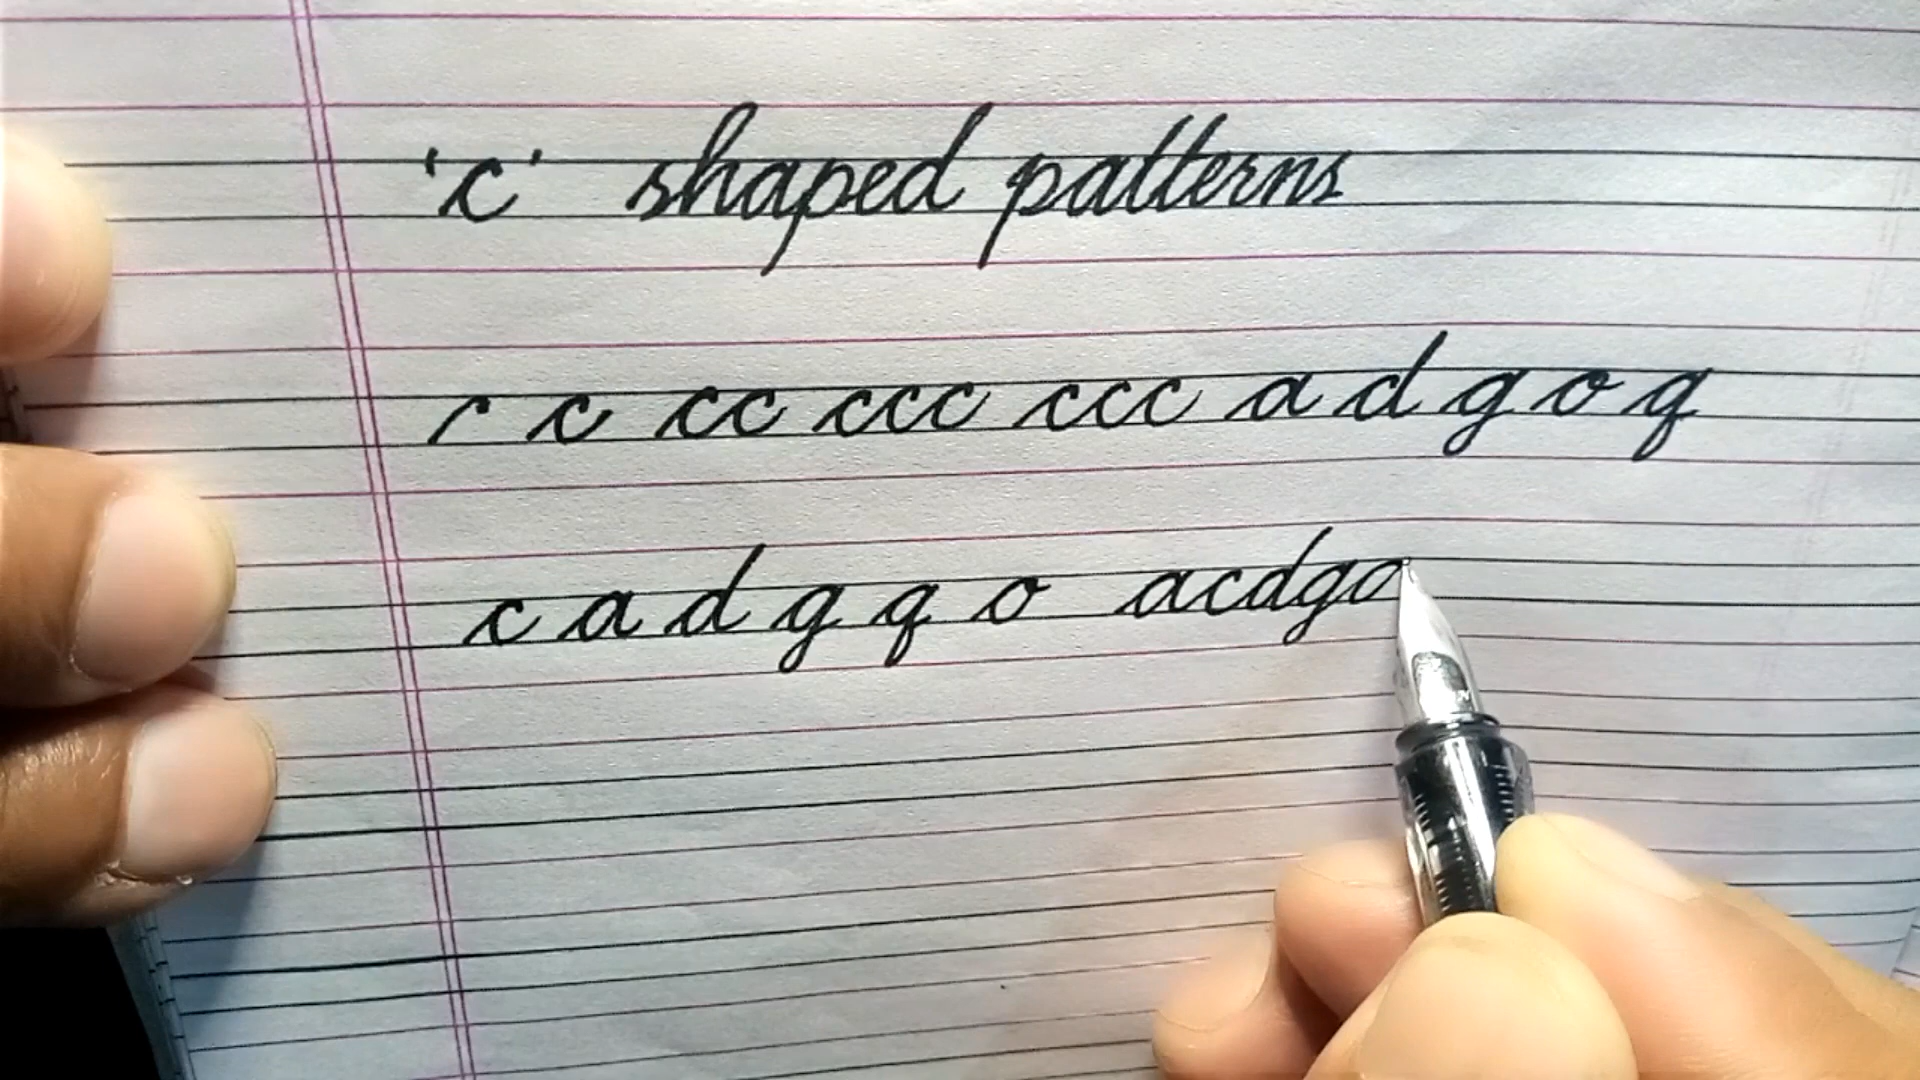 'c' shaped patterns
c c cc ccc ccc a d g o q
c a d g q o acdgo